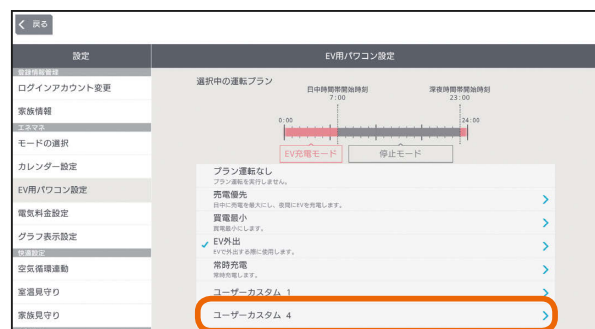 戻る
設定
EV用パワコン設定
登録情報管理
ログインアカウント変更
家族情報
エネマネ
モードの選択
カレンダー設定
EV用パワコン設定
電気料金設定
グラフ表示設定
快適設定
空気循環連動
室温見守り
家族見守り
選択中の運転プラン
日中時間帯開始時刻
7:00
深夜時間帯開始時刻
23:00
0:00
24:00
EV充電モード
停止モード
プラン運転なし
プラン運転を実行しません。
売電優先
日中に売電を最大にし、夜間にEVを充電します。
買電最小
買電最小にします。
EV外出
EVで外出する際に使用します。
常時充電
常時充電します。
ユーザーカスタム 1
ユーザーカスタム 4